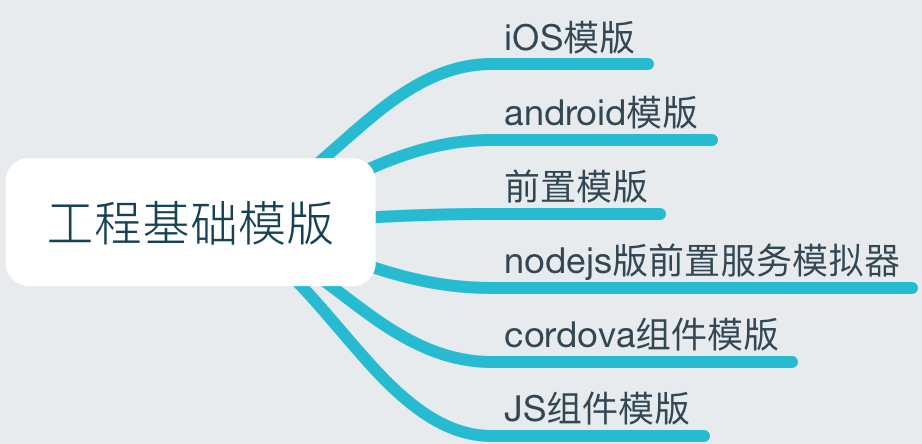 工程基础模版
iOS模版
android模版
前置模版
nodejs版前置服务模拟器
cordova组件模版
JS组件模版